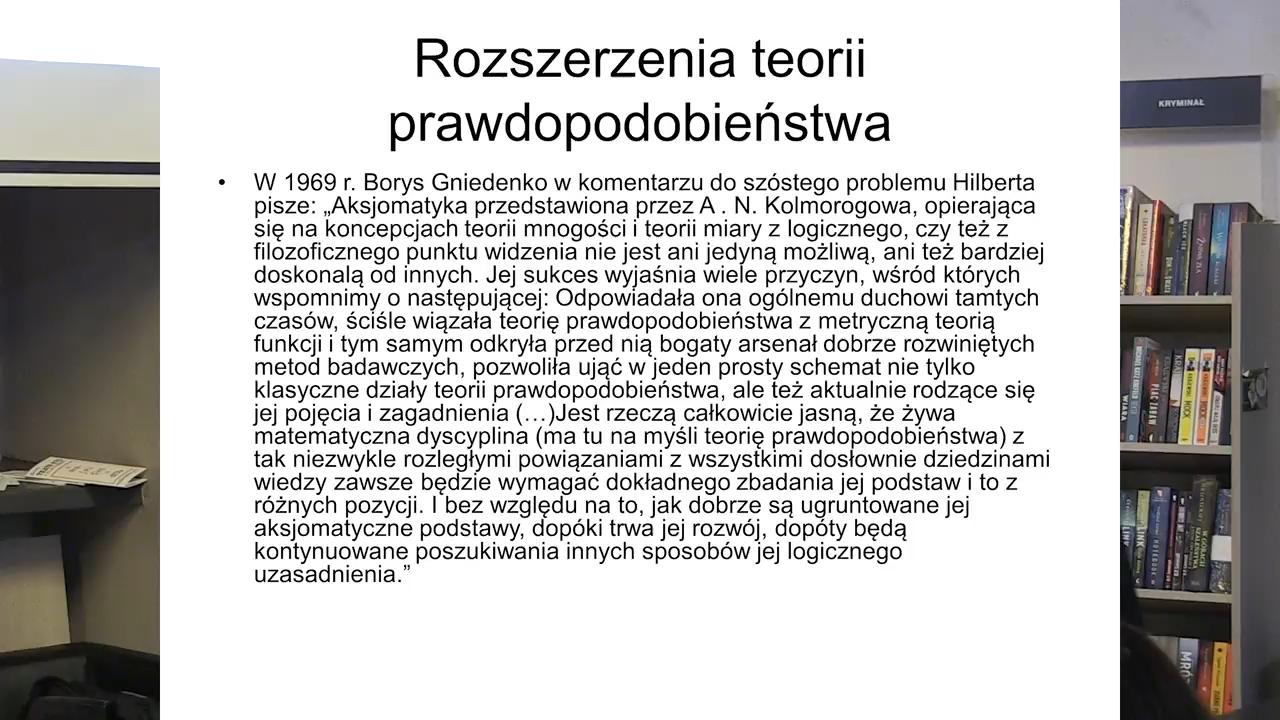 Rozszerzenia teorii
prawdopodobieństwa
• W 1969 r. Borys Gniedenko w komentarzu do szóstego problemu Hilberta
pisze: „Aksjomatyka przedstawiona przez A . N. Kolmorogowa, opierająca
się na koncepcjach teorii mnogości i teorii miary z logicznego, czy też z
filozoficznego punktu widzenia nie jest ani jedyną możliwą, ani też bardziej
doskonalą od innych. Jej sukces wyjaśnia wiele przyczyn, wśród których
wspomnimy o następującej: Odpowiadała ona ogólnemu duchowi tamtych
czasów, ściśle wiązała teorię prawdopodobieństwa z metryczną teorią
funkcji i tym samym odkryła przed nią bogaty arsenał dobrze rozwiniętych
metod badawczych, pozwoliła ująć w jeden prosty schemat nie tylko
klasyczne działy teorii prawdopodobieństwa, ale też aktualnie rodzące się
jej pojęcia i zagadnienia (…)Jest rzeczą całkowicie jasną, że żywa
matematyczna dyscyplina (ma tu na myśli teorię prawdopodobieństwa) z
tak niezwykle rozległymi powiązaniami z wszystkimi dosłownie dziedzinami
wiedzy zawsze będzie wymagać dokładnego zbadania jej podstaw i to z
różnych pozycji. I bez względu na to, jak dobrze są ugruntowane jej
aksjomatyczne podstawy, dopóki trwa jej rozwój, dopóty będą
kontynuowane poszukiwania innych sposobów jej logicznego
uzasadnienia.”
KRYMINAŁ
PLAC ZABAW
WIARA